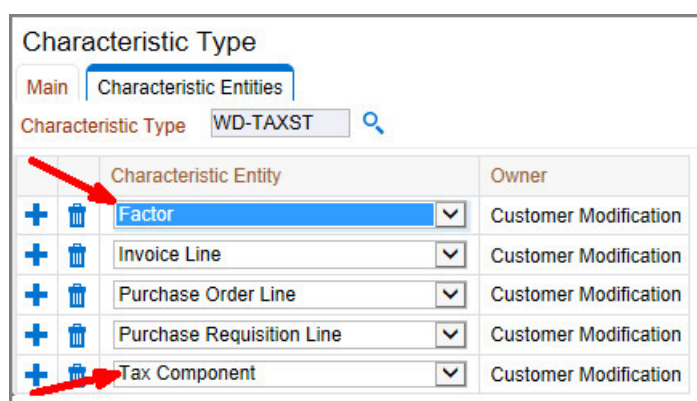 Characteristic Type
Main Characteristic Entities
Characteristic Type WD-TAXST
Characteristic Entity Owner
Factor Customer Modification
Invoice Line Customer Modification
Purchase Order Line Customer Modification
Purchase Requisition Line Customer Modification
Tax Component Customer Modification